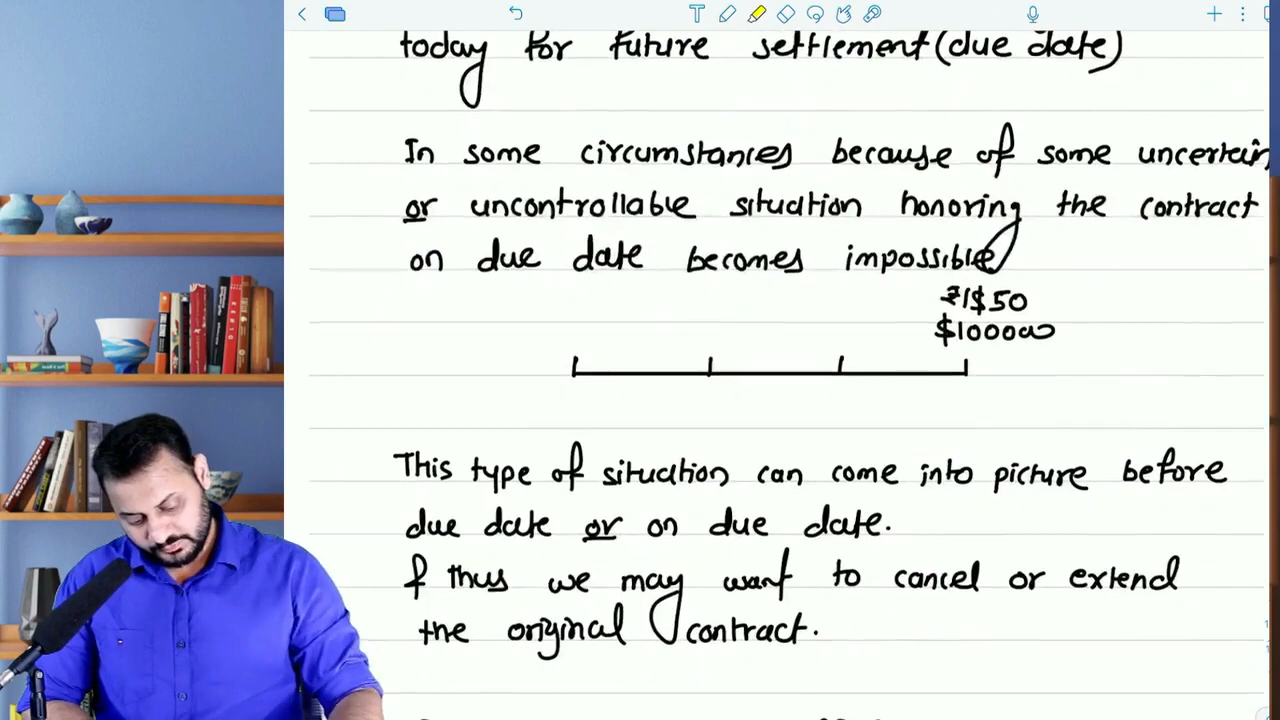 today for future settlement (due date)
In some circumstances because of some uncertain
or uncontrollable situation honoring the contract
on due date becomes impossible
₹/$ 50
$100000
This type of situation can come into picture before
due date or on due date.
& thus we may want to cancel or extend
the original contract.